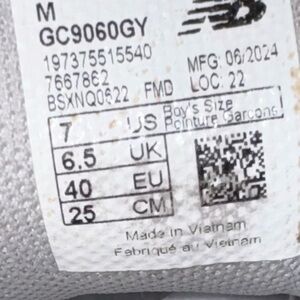 M
GC9060GY
197375515540
7667862 MFG: 06/2024
BSXNQ0622 FMD LOC: 22
7 US Boy's Size
Pointure Garçons
6.5 UK
40 EU
25 CM
Made in Vietnam
Fabriqué au Vietnam